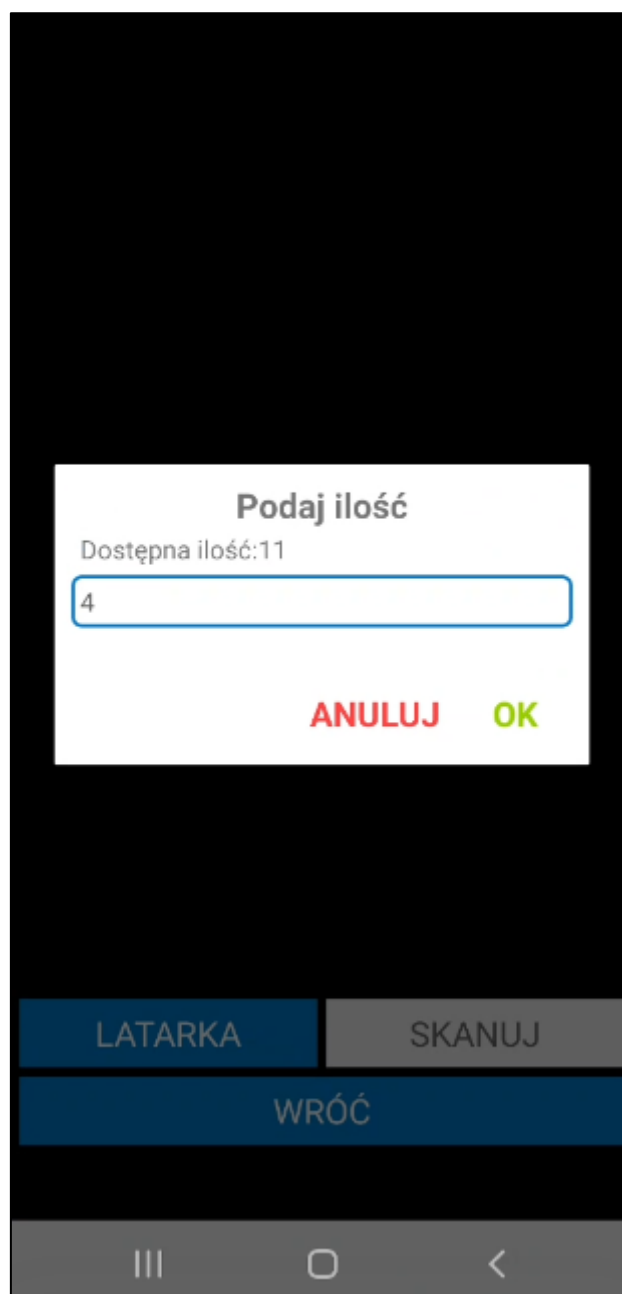 Podaj ilość
Dostępna ilość:11
4
ANULUJ OK
LATARKA SKANUJ
WRÓĆ